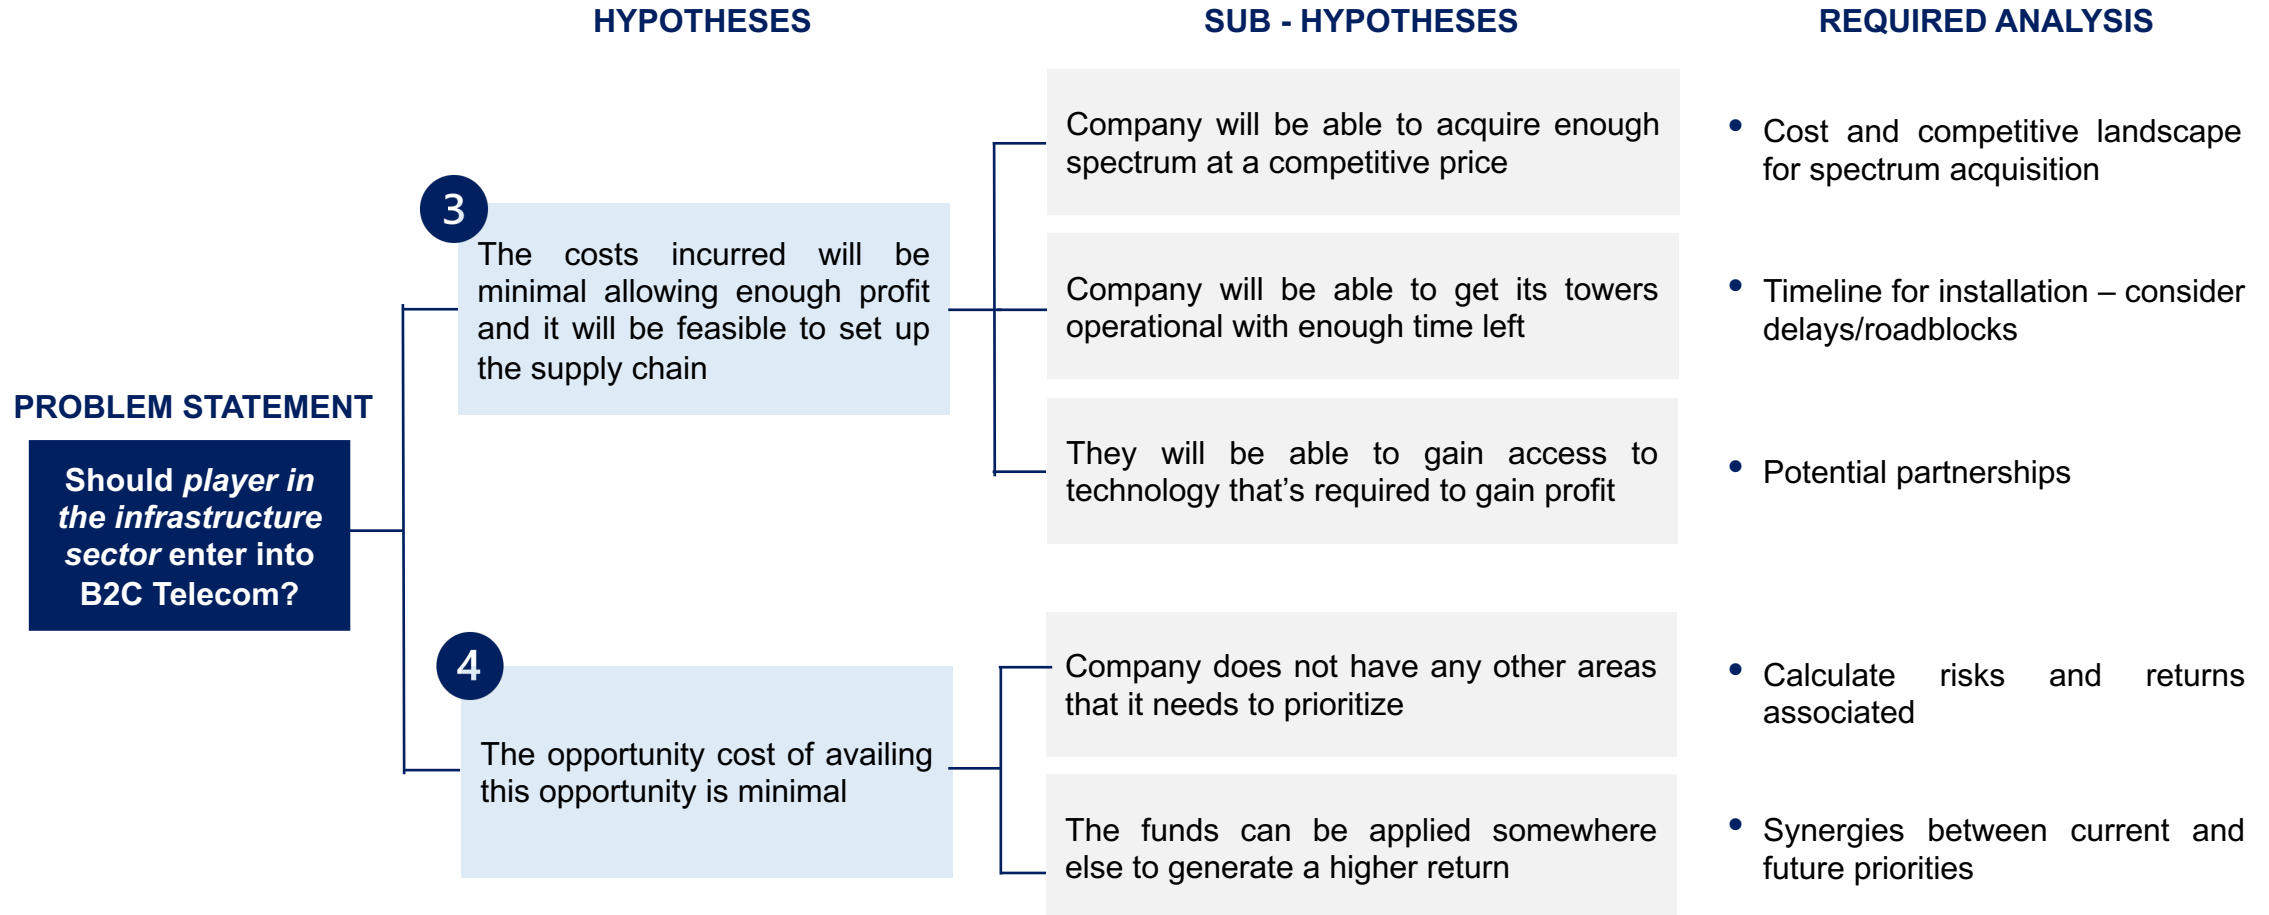 HYPOTHESES
SUB - HYPOTHESES
REQUIRED ANALYSIS
PROBLEM STATEMENT
Should player in
the infrastructure
sector enter into
B2C Telecom?
3
The costs incurred will be
minimal allowing enough profit
and it will be feasible to set up
the supply chain
Company will be able to acquire enough
spectrum at a competitive price
• Cost and competitive landscape
for spectrum acquisition
Company will be able to get its towers
operational with enough time left
• Timeline for installation – consider
delays/roadblocks
They will be able to gain access to
technology that’s required to gain profit
• Potential partnerships
4
The opportunity cost of availing
this opportunity is minimal
Company does not have any other areas
that it needs to prioritize
• Calculate risks and returns
associated
The funds can be applied somewhere
else to generate a higher return
• Synergies between current and
future priorities